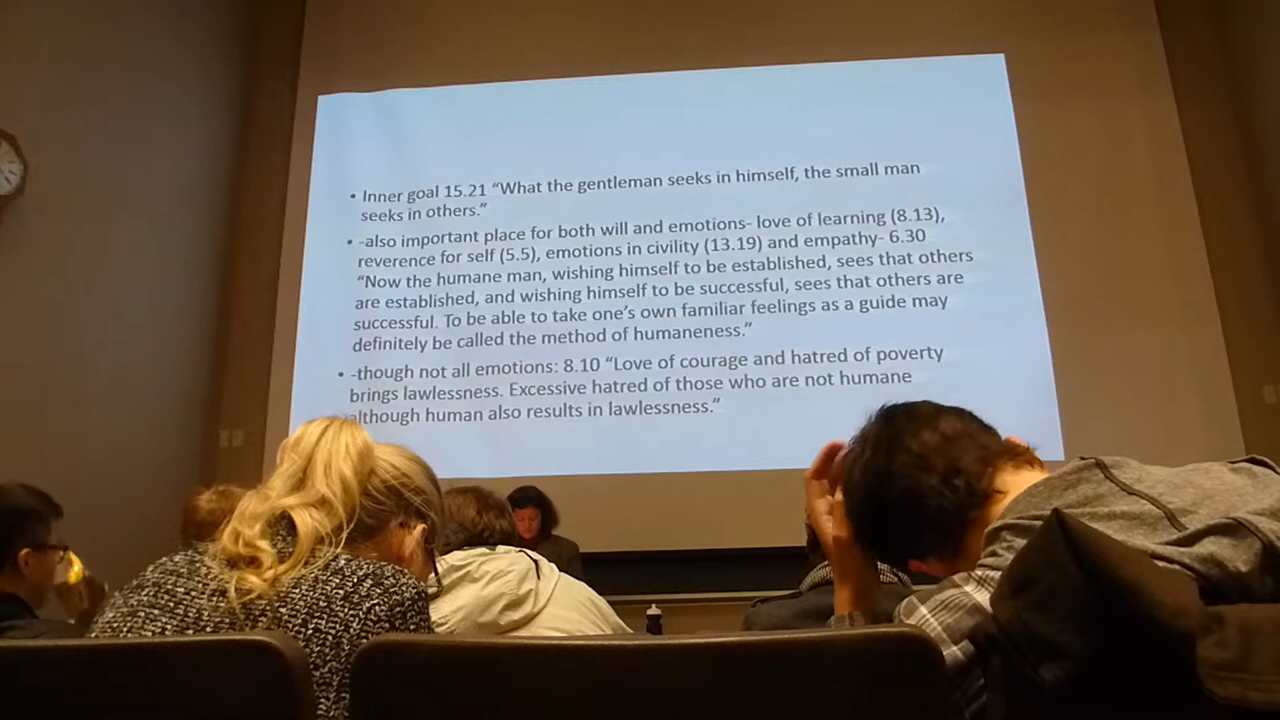 • Inner goal 15.21 “What the gentleman seeks in himself, the small man
seeks in others.”
• -also important place for both will and emotions- love of learning (8.13),
reverence for self (5.5), emotions in civility (13.19) and empathy- 6.30
“Now the humane man, wishing himself to be established, sees that others
are established, and wishing himself to be successful, sees that others are
successful. To be able to take one’s own familiar feelings as a guide may
definitely be called the method of humaneness.”
• -though not all emotions: 8.10 “Love of courage and hatred of poverty
brings lawlessness. Excessive hatred of those who are not humane
although human also results in lawlessness.”